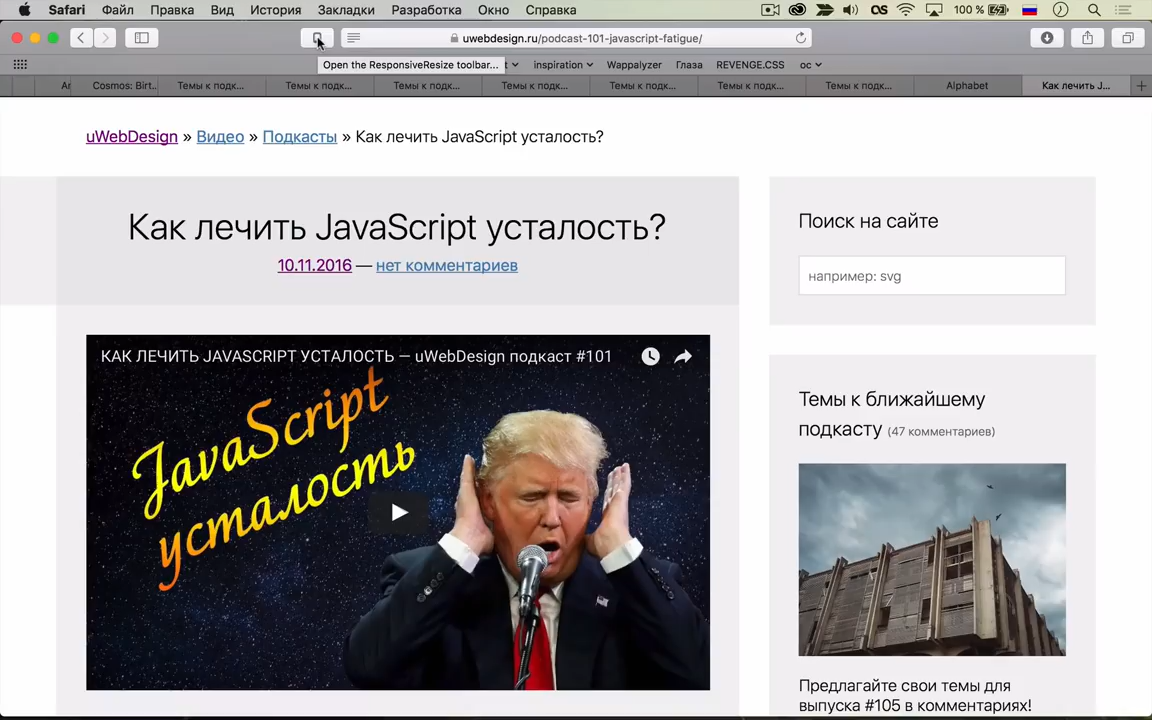 Safari Файл Правка Вид История Закладки Разработка Окно Справка 100 %
uwebdesign.ru/podcast-101-javascript-fatigue/
Open the ResponsiveResize toolbar... inspiration Wappalyzer Глаза REVENGE.CSS ос
Cosmos: Birt... Темы к подк... Темы к подк... Темы к подк... Темы к подк... Темы к подк... Темы к подк... Темы к подк... Alphabet Как лечить J...
uWebDesign » Видео » Подкасты » Как лечить JavaScript усталость?
Как лечить JavaScript усталость?
10.11.2016 — нет комментариев
КАК ЛЕЧИТЬ JAVASCRIPT УСТАЛОСТЬ — uWebDesign подкаст #101
JavaScript
усталость
Поиск на сайте
например: svg
Темы к ближайшему
подкасту (47 комментариев)
Предлагайте свои темы для
выпуска #105 в комментариях!